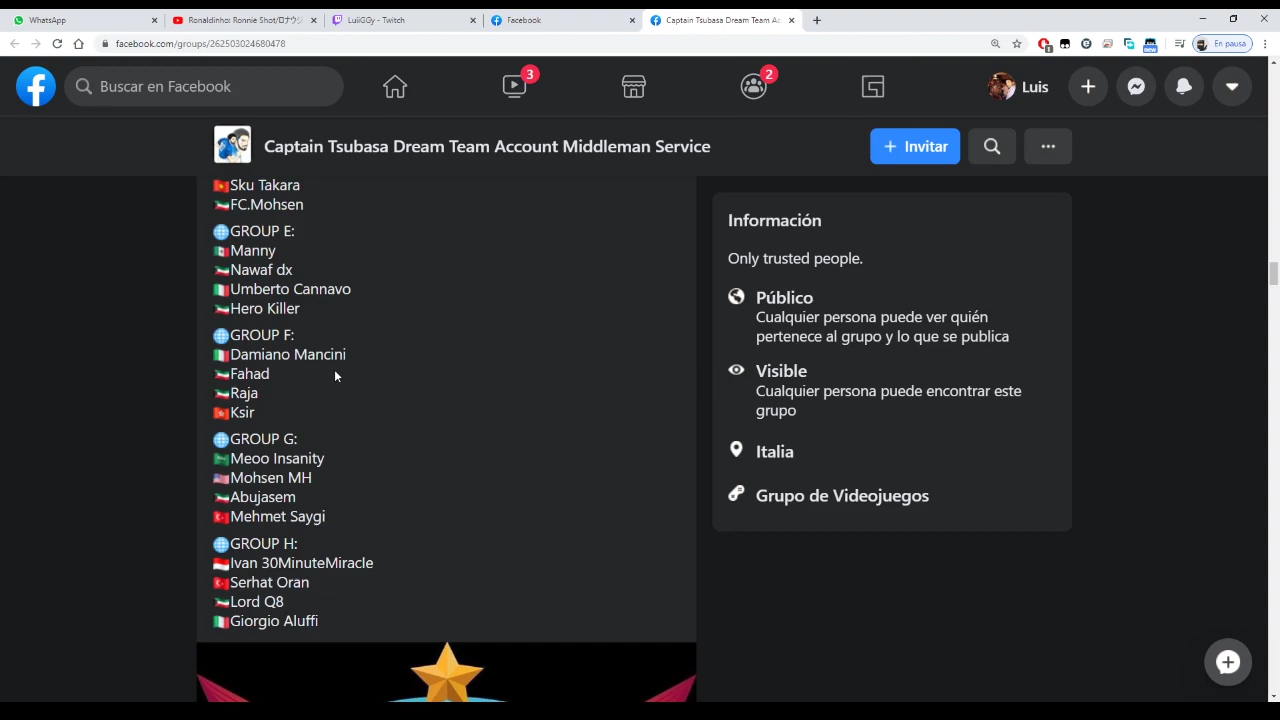 WhatsApp
Ronaldinho: Ronnie Shot/ロナウジ
LuiiGGy - Twitch
Facebook
Captain Tsubasa Dream Team Ac
facebook.com/groups/262503024680478
1
new
En pausa
Buscar en Facebook
3
2
Luis
Captain Tsubasa Dream Team Account Middleman Service
Invitar
Sku Takara
FC.Mohsen
GROUP E:
Manny
Nawaf dx
Umberto Cannavo
Hero Killer
GROUP F:
Damiano Mancini
Fahad
Raja
Ksir
GROUP G:
Meoo Insanity
Mohsen MH
Abujasem
Mehmet Saygi
GROUP H:
Ivan 30MinuteMiracle
Serhat Oran
Lord Q8
Giorgio Aluffi
Información
Only trusted people.
Público
Cualquier persona puede ver quién
pertenece al grupo y lo que se publica
Visible
Cualquier persona puede encontrar este
grupo
Italia
Grupo de Videojuegos